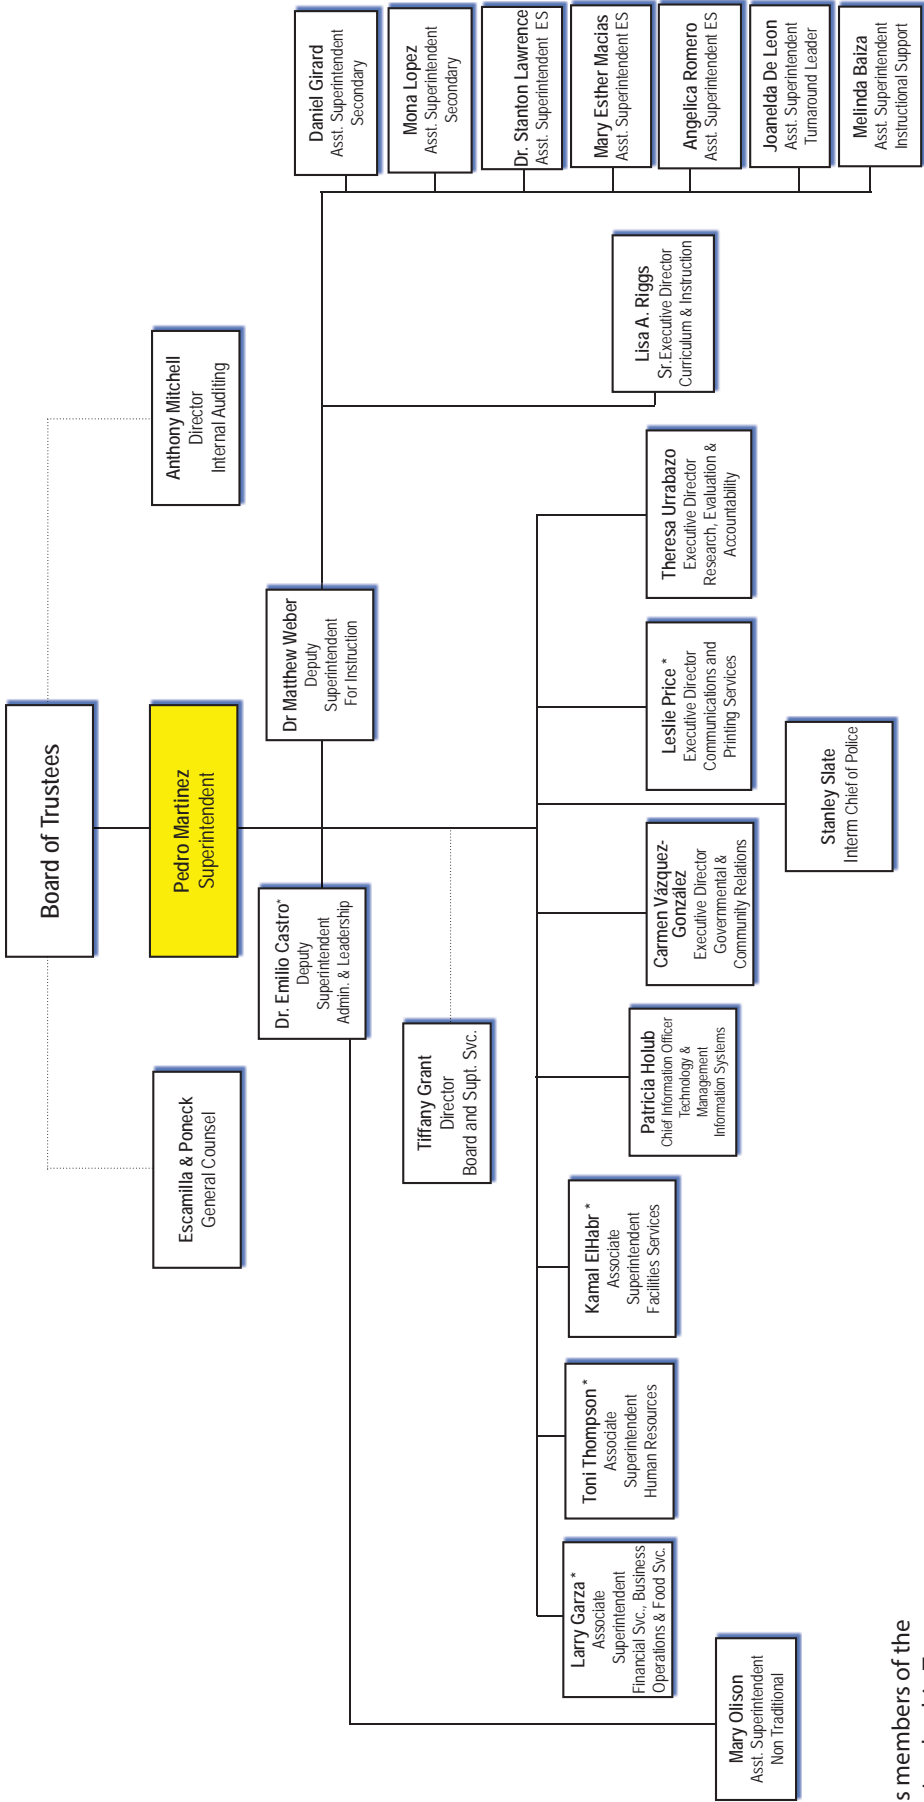 Board of Trustees
Escamilla & Poneck
General Counsel
Pedro Martinez
Superintendent
Anthony Mitchell
Director
Internal Auditing
Dr. Emilio Castro*
Deputy
Superintendent
Admin. & Leadership
Dr Matthew Weber
Deputy
Superintendent
For Instruction
Daniel Girard
Asst. Superintendent
Secondary
Mona Lopez
Asst. Superintendent
Secondary
Dr. Stanton Lawrence
Asst. Superintendent ES
Mary Esther Macias
Asst. Superintendent ES
Angelica Romero
Asst. Superintendent ES
Joanelda De Leon
Asst. Superintendent
Turnaround Leader
Melinda Baiza
Asst. Superintendent
Instructional Support
Tiffany Grant
Director
Board and Supt. Svc.
Lisa A. Riggs
Sr.Executive Director
Curriculum & Instruction
Larry Garza *
Associate
Superintendent
Financial Svc., Business
Operations & Food Svc.
Toni Thompson *
Associate
Superintendent
Human Resources
Kamal ElHabr *
Associate
Superintendent
Facilities Services
Patricia Holub
Chief Information Officer
Technology &
Management
Information Systems
Carmen Vázquez-
González
Executive Director
Governmental &
Community Relations
Leslie Price *
Executive Director
Communications and
Printing Services
Theresa Urrabazo
Executive Director
Research, Evaluation &
Accountability
Mary Olison
Asst. Superintendent
Non Traditional
Stanley Slate
Interm Chief of Police
s members of the